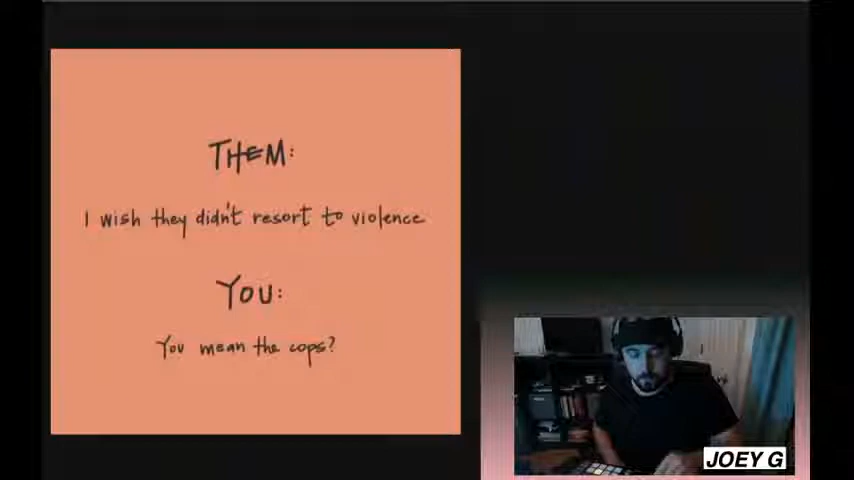 THEM:
I wish they didn't resort to violence
YOU:
You mean the cops?
JOEY G